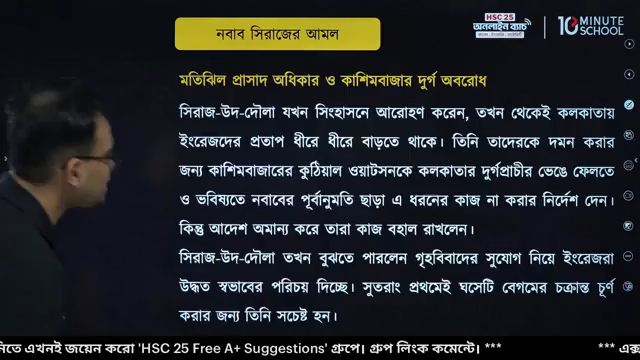 নবাব সিরাজের আমল
HSC 25
অনলাইন ব্যাচ
10 MINUTE SCHOOL
মতিঝিল প্রাসাদ অধিকার ও কাশিমবাজার দুর্গ অবরোধ
সিরাজ-উদ-দৌলা যখন সিংহাসনে আরোহণ করেন, তখন থেকেই কলকাতায়
ইংরেজদের প্রতাপ ধীরে ধীরে বাড়তে থাকে। তিনি তাদেরকে দমন করার
জন্য কাশিমবাজারের কুঠিয়াল ওয়াটসনকে কলকাতার দুর্গপ্রাচীর ভেঙে ফেলতে
ও ভবিষ্যতে নবাবের পূর্বানুমতি ছাড়া এ ধরনের কাজ না করার নির্দেশ দেন।
কিন্তু আদেশ অমান্য করে তারা কাজ বহাল রাখলেন।
সিরাজ-উদ-দৌলা তখন বুঝতে পারলেন গৃহবিবাদের সুযোগ নিয়ে ইংরেজরা
উদ্ধত স্বভাবের পরিচয় দিচ্ছে। সুতরাং প্রথমেই ঘসেটি বেগমের চক্রান্ত চূর্ণ
করার জন্য তিনি সচেষ্ট হন।
নিতে এখনই জয়েন করো 'HSC 25 Free A+ Suggestions' গ্রুপে। গ্রুপ লিংক কমেন্টে। *** *** এক্স